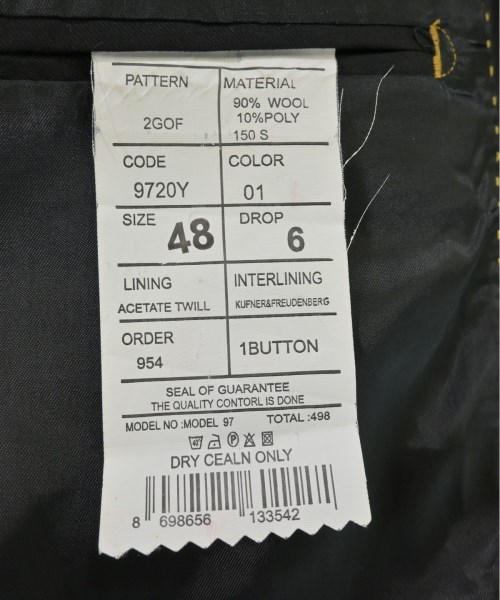 PATTERN MATERIAL
2GOF 90% WOOL
10%POLY
150 S
CODE COLOR
9720Y 01
SIZE 48 DROP 6
LINING INTERLINING
ACETATE TWILL KUFNER&FREUDENBERG
ORDER
954 1BUTTON
SEAL OF GUARANTEE
THE QUALITY CONTORL IS DONE
MODEL NO :MODEL 97 TOTAL :498
DRY CEALN ONLY
8 698656 133542